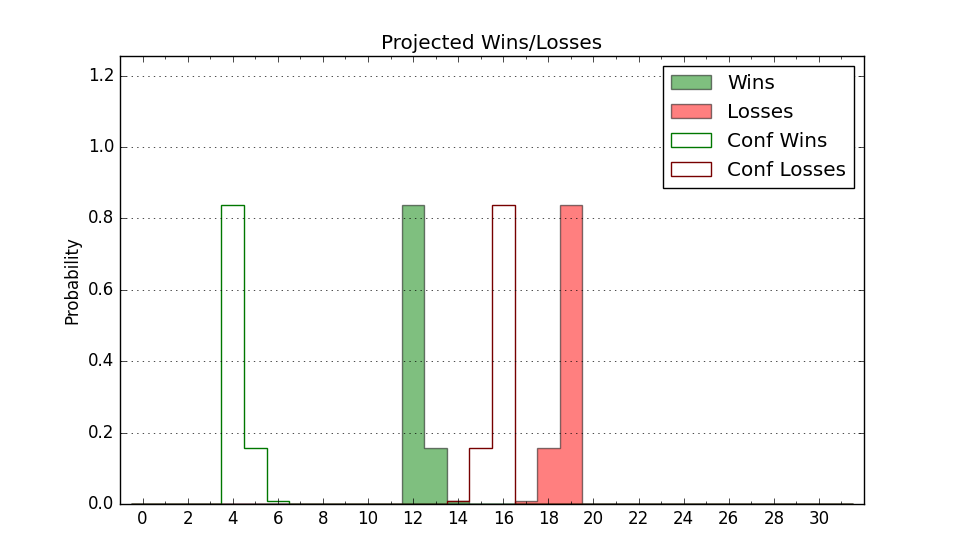 Projected Wins/Losses
Wins
Losses
Conf Wins
Conf Losses
Probability
1.2
1.0
0.8
0.6
0.4
0.2
0.0
0 2 4 6 8 10 12 14 16 18 20 22 24 26 28 30